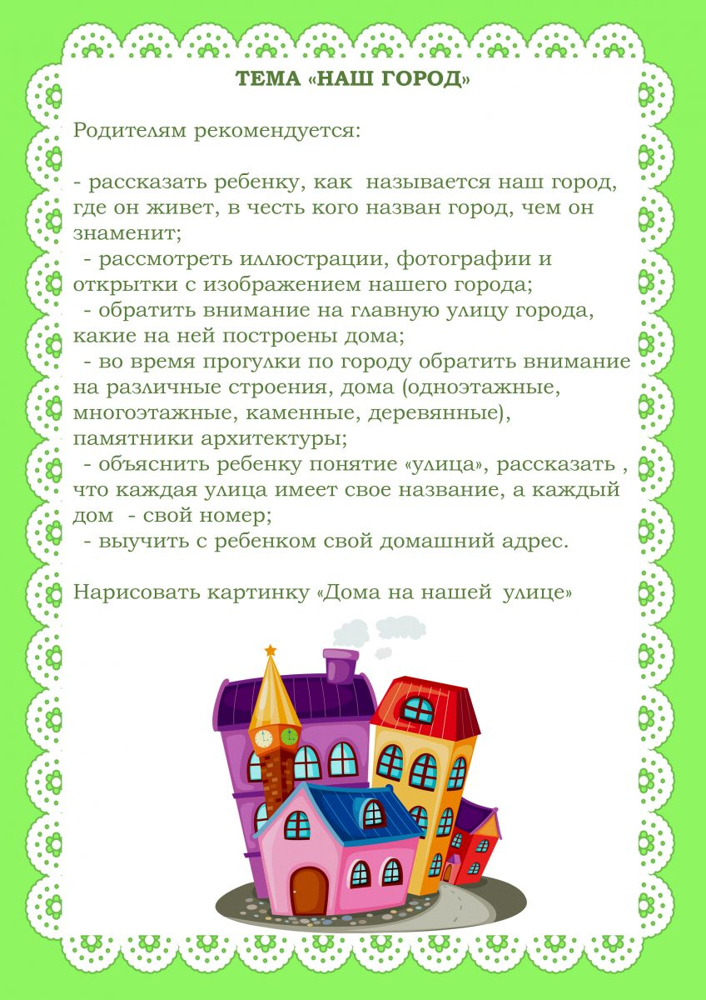 ТЕМА «НАШ ГОРОД»
Родителям рекомендуется:
- рассказать ребенку, как называется наш город,
где он живет, в честь кого назван город, чем он
знаменит;
- рассмотреть иллюстрации, фотографии и
открытки с изображением нашего города;
- обратить внимание на главную улицу города,
какие на ней построены дома;
- во время прогулки по городу обратить внимание
на различные строения, дома (одноэтажные,
многоэтажные, каменные, деревянные),
памятники архитектуры;
- объяснить ребенку понятие «улица», рассказать ,
что каждая улица имеет свое название, а каждый
дом - свой номер;
- выучить с ребенком свой домашний адрес.
Нарисовать картинку «Дома на нашей улице»